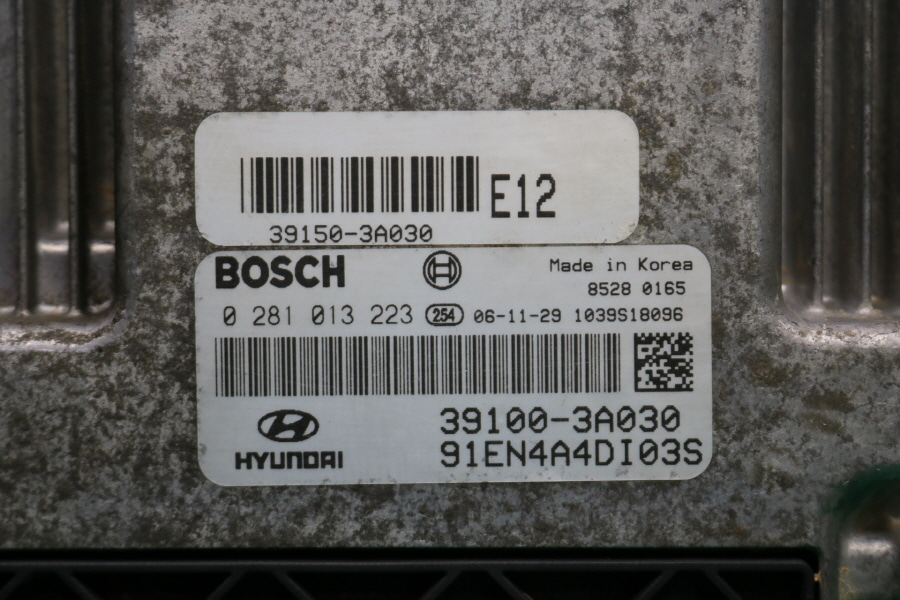 E12
39150-3A030
BOSCH
Made in Korea
8528 0165
0 281 013 223 254 06-11-29 1039S18096
39100-3A030
HYUNDAI 91EN4A4DI03S